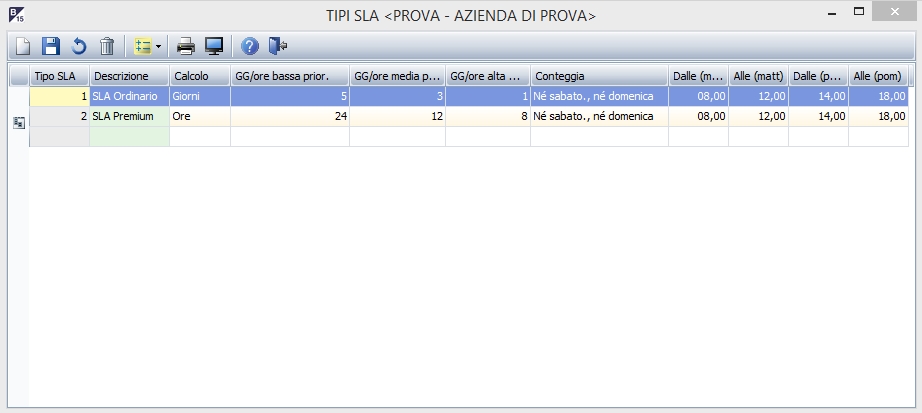 B 15 TIPI SLA <PROVA - AZIENDA DI PROVA>
Tipo SLA Descrizione Calcolo GG/ore bassa prior. GG/ore media p... GG/ore alta ... Conteggia Dalle (m... Alle (matt) Dalle (p... Alle (pom)
1 SLA Ordinario Giorni 5 3 1 Né sabato., né domenica 08,00 12,00 14,00 18,00
2 SLA Premium Ore 24 12 8 Né sabato., né domenica 08,00 12,00 14,00 18,00